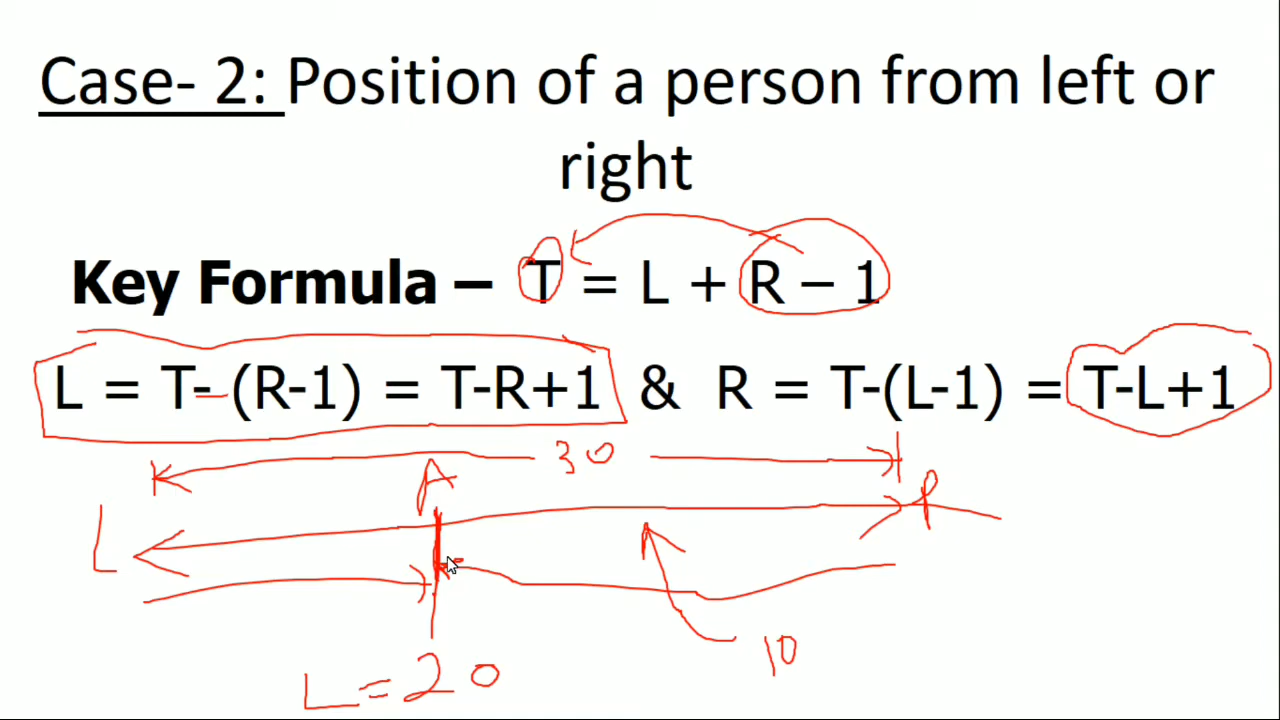 Case- 2: Position of a person from left or
right
Key Formula – T = L + R – 1
L = T- (R-1) = T-R+1 & R = T-(L-1) = T-L+1
30
A
L
R
10
L = 20